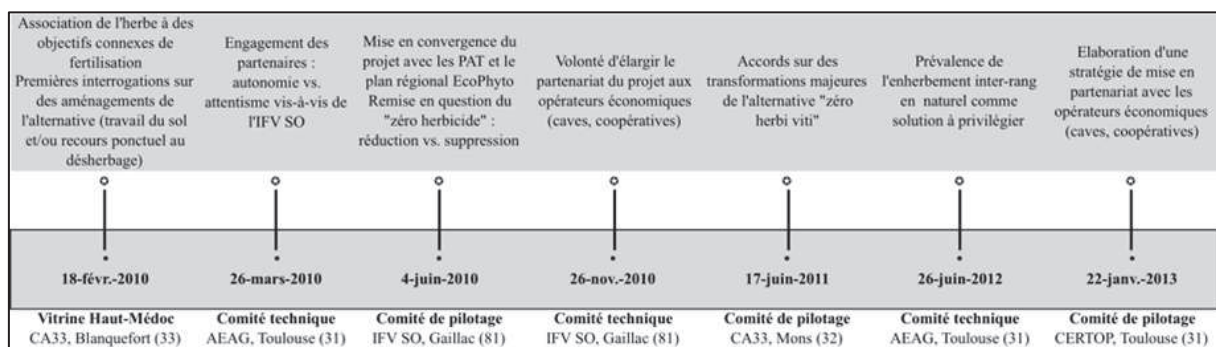 Association de l'herbe à des
objectifs connexes de
fertilisation
Premières interrogations sur
des aménagements de
l'alternative (travail du sol
et/ou recours ponctuel au
désherbage)
Engagement des
partenaires :
autonomie vs.
attentisme vis-à-vis de
l'IFV SO
Mise en convergence du
projet avec les PAT et le
plan régional EcoPhyto
Remise en question du
"zéro herbicide" :
réduction vs. suppression
Volonté d'élargir le
partenariat du projet aux
opérateurs économiques
(caves, coopératives)
Accords sur des
transformations majeures
de l'alternative "zéro
herbi viti"
Prévalence de
l'enherbement inter-rang
en naturel comme
solution à privilégier
Elaboration d'une
stratégie de mise en
partenariat avec les
opérateurs économiques
(caves, coopératives)
18-févr.-2010
26-mars-2010
4-juin-2010
26-nov.-2010
17-juin-2011
26-juin-2012
22-janv.-2013
Vitrine Haut-Médoc
CA33, Blanquefort (33)
Comité technique
AEAG, Toulouse (31)
Comité de pilotage
IFV SO, Gaillac (81)
Comité technique
IFV SO, Gaillac (81)
Comité de pilotage
CA33, Mons (32)
Comité technique
AEAG, Toulouse (31)
Comité de pilotage
CERTOP, Toulouse (31)